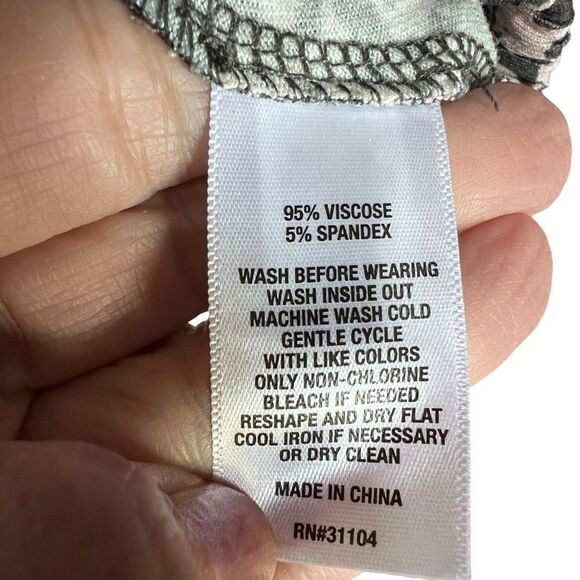 95% VISCOSE
5% SPANDEX
WASH BEFORE WEARING
WASH INSIDE OUT
MACHINE WASH COLD
GENTLE CYCLE
WITH LIKE COLORS
ONLY NON-CHLORINE
BLEACH IF NEEDED
RESHAPE AND DRY FLAT
COOL IRON IF NECESSARY
OR DRY CLEAN
MADE IN CHINA
RN#31104